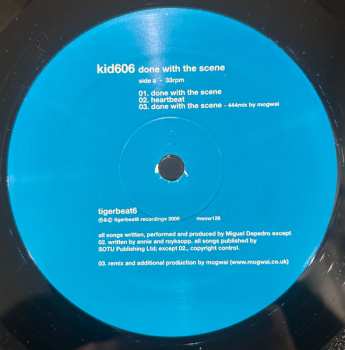 kid606 done with the scene
side a - 33rpm
01. done with the scene
02. heartbeat
03. done with the scene - 444mix by mogwai
tigerbeat6
℗&© tigerbeat6 recordings 2006 meow126
all songs written, performed and produced by Miguel Depedro except
02. written by annie and royksopp. all songs published by
SOTU Publishing Ltd; except 02., copyright control.
03. remix and additional production by mogwai (www.mogwai.co.uk)